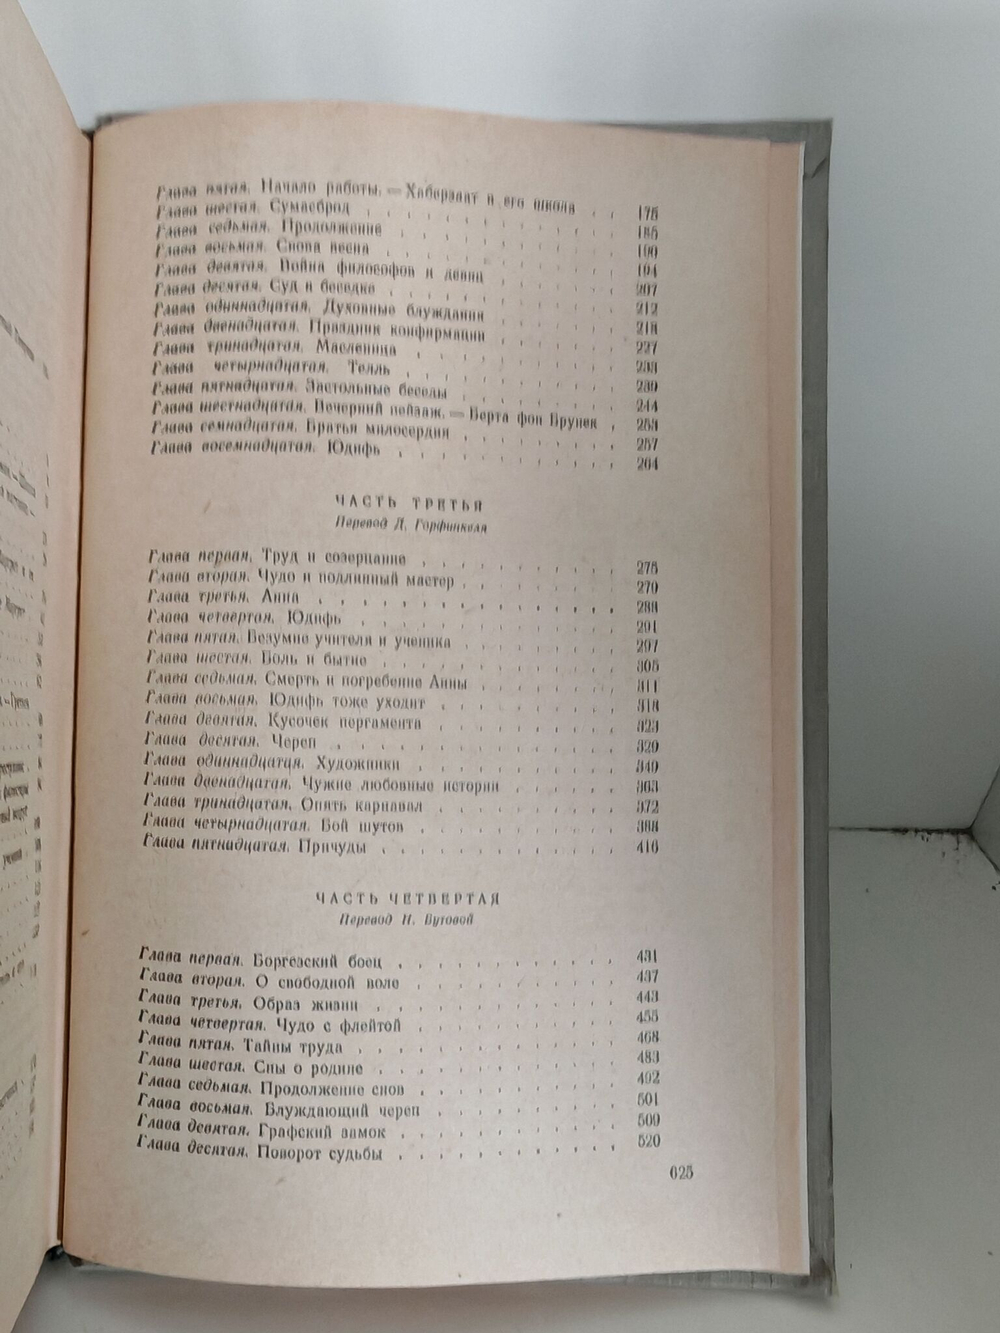 Глава пятая. Начало работы. — Хаберзаат и его школа . . 175
Глава шестая. Сумасброд . . . . . . . . . . . 185
Глава седьмая. Продолжение . . . . . . . . . . 190
Глава восьмая. Снова весна . . . . . . . . . . 194
Глава девятая. Война философов и девиц . . . . . . 207
Глава десятая. Суд в беседке . . . . . . . . . . 212
Глава одиннадцатая. Духовные блуждания . . . . . . 218
Глава двенадцатая. Праздник конфирмации . . . . . . 227
Глава тринадцатая. Масленица . . . . . . . . . 233
Глава четырнадцатая. Телль . . . . . . . . . . 239
Глава пятнадцатая. Застольные беседы . . . . . . . 244
Глава шестнадцатая. Вечерний пейзаж. — Берта фон Брунек . 253
Глава семнадцатая. Братья милосердия . . . . . . . 257
Глава восемнадцатая. Юдифь . . . . . . . . . . 264
ЧАСТЬ ТРЕТЬЯ
Перевод Д. Горфинкеля
Глава первая. Труд и созерцание . . . . . . . . . 275
Глава вторая. Чудо и подлинный мастер . . . . . . . 279
Глава третья. Анна . . . . . . . . . . . . . 288
Глава четвертая. Юдифь . . . . . . . . . . . 291
Глава пятая. Безумие учителя и ученика . . . . . . . 297
Глава шестая. Боль и бытие . . . . . . . . . . 305
Глава седьмая. Смерть и погребение Анны . . . . . . 311
Глава восьмая. Юдифь тоже уходит . . . . . . . . 318
Глава девятая. Кусочек пергамента . . . . . . . . 323
Глава десятая. Череп . . . . . . . . . . . . 329
Глава одиннадцатая. Художники . . . . . . . . . 349
Глава двенадцатая. Чужие любовные истории . . . . . 363
Глава тринадцатая. Опять карнавал . . . . . . . . 372
Глава четырнадцатая. Бой шутов . . . . . . . . . 388
Глава пятнадцатая. Причуды . . . . . . . . . . 416
ЧАСТЬ ЧЕТВЕРТАЯ
Перевод Н. Бутовой
Глава первая. Боргезский боец . . . . . . . . . . 431
Глава вторая. О свободной воле . . . . . . . . . 437
Глава третья. Образ жизни . . . . . . . . . . . 443
Глава четвертая. Чудо с флейтой . . . . . . . . . 455
Глава пятая. Тайны труда . . . . . . . . . . . 468
Глава шестая. Сны о родине . . . . . . . . . . 483
Глава седьмая. Продолжение снов . . . . . . . . . 492
Глава восьмая. Блуждающий череп . . . . . . . . 501
Глава девятая. Графский замок . . . . . . . . . . 509
Глава десятая. Поворот судьбы . . . . . . . . . . 520
625